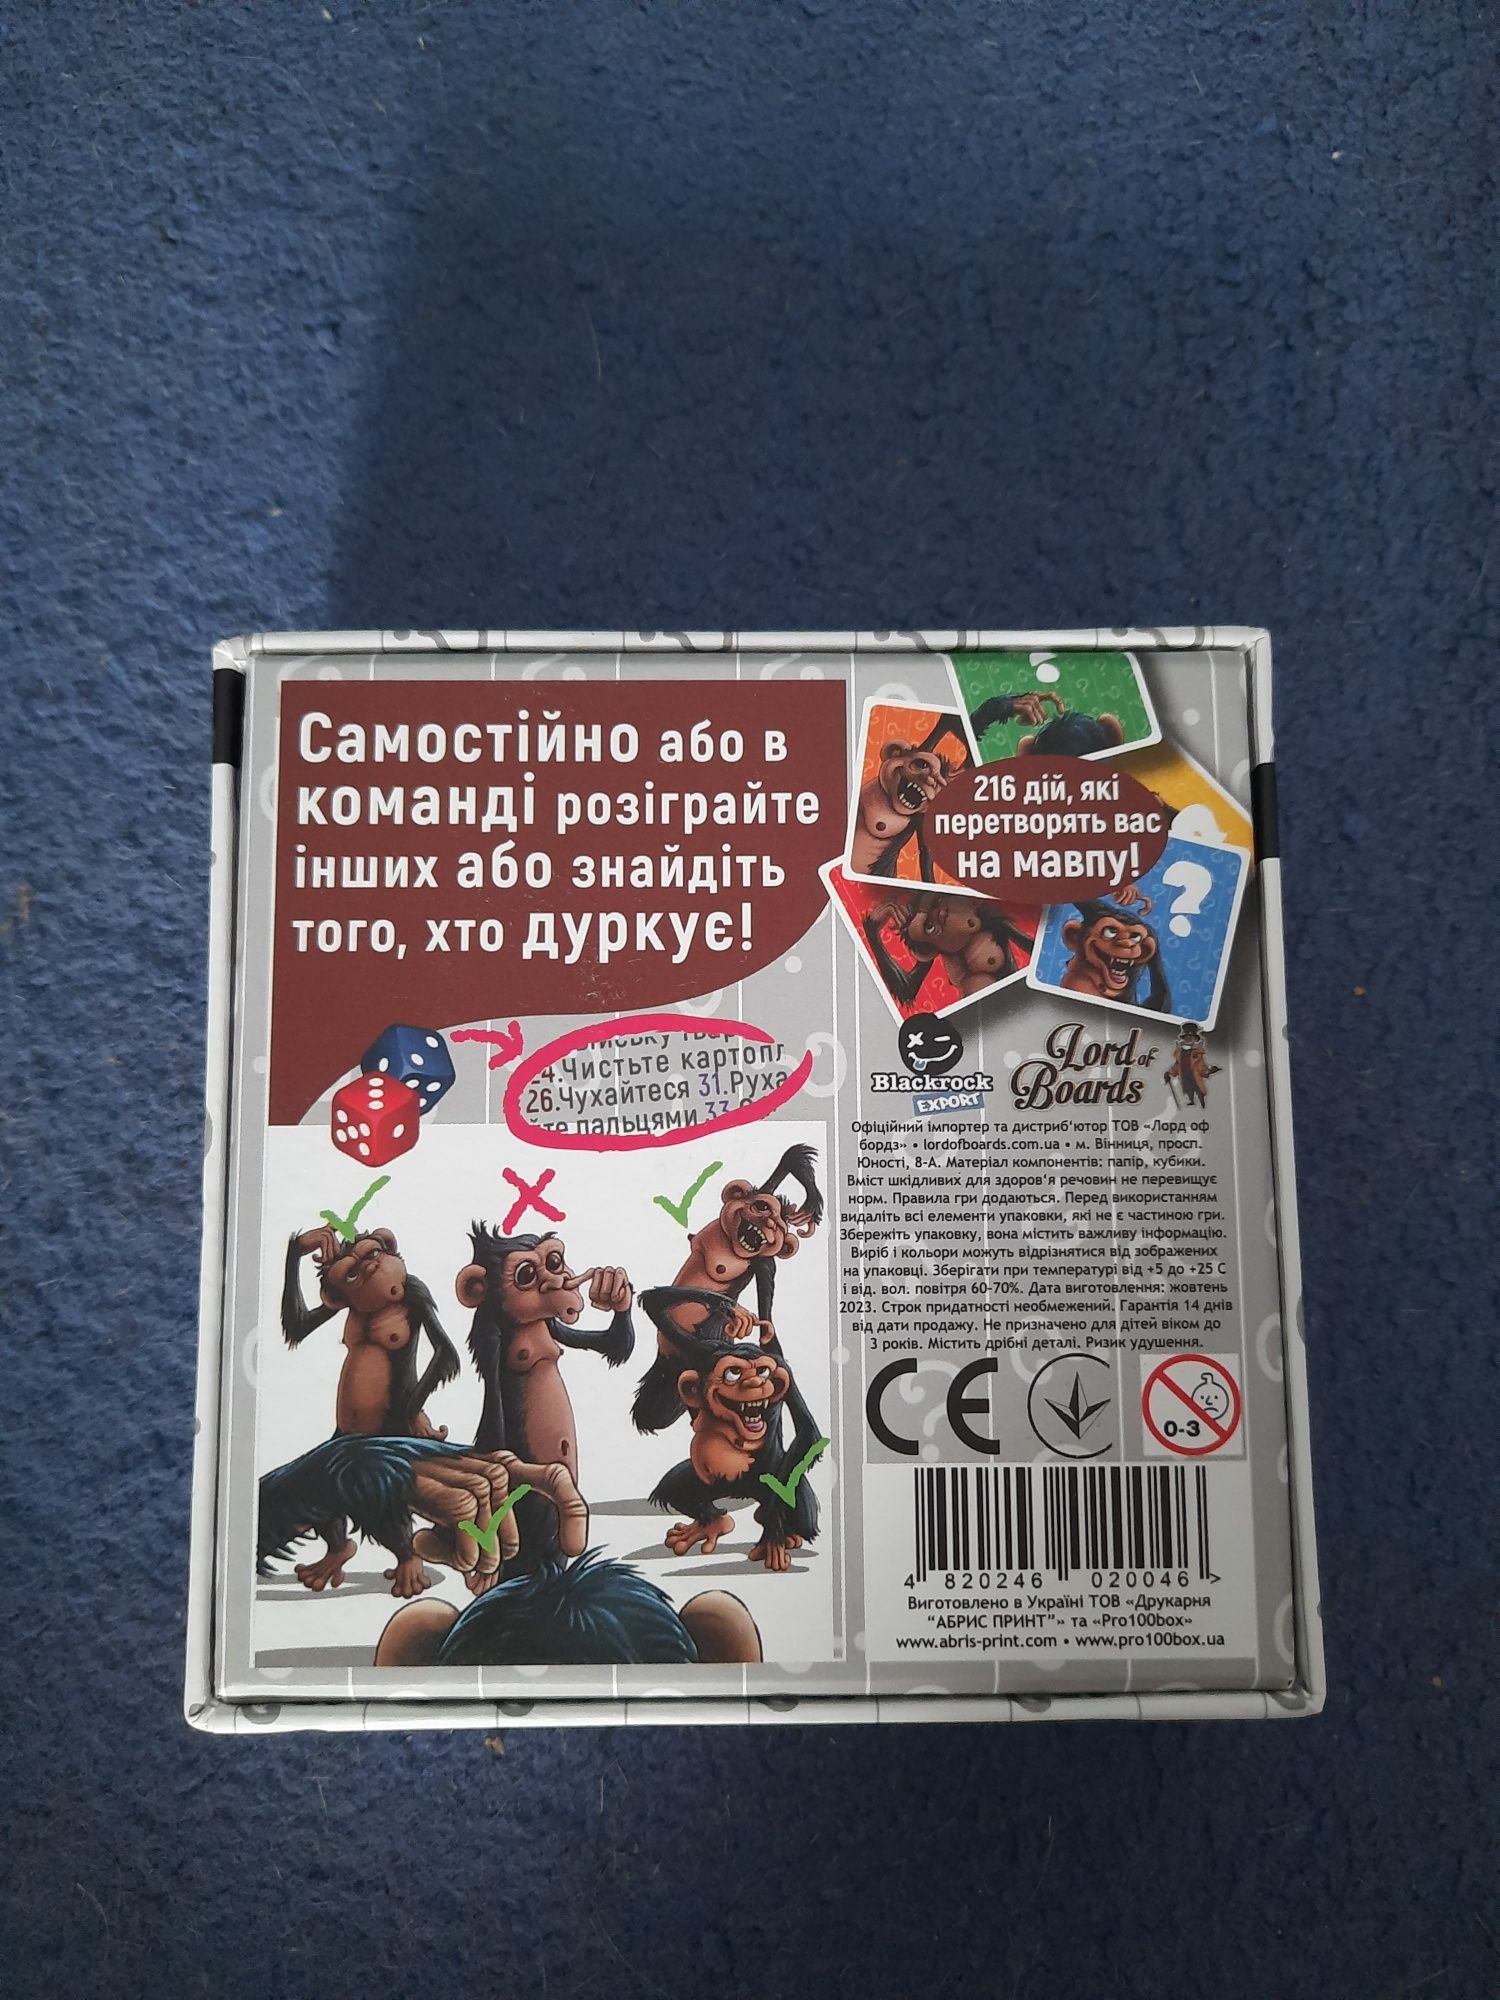 Самостійно або в
команді розіграйте
інших або знайдіть
того, хто дуркує!
216 дій, які
перетворять вас
на мавпу!
?
Чистьте картопл
26.Чухайтеся 31.Руха
пальцями 33
Blackrock
EXPORT
Lord of
Boards
Офіційний імпортер та дистриб'ютор ТОВ «Лорд оф
бордз» • lordofboards.com.ua • м. Вінниця, просп.
Юності, 8-А. Матеріал компонентів: папір, кубики.
Вміст шкідливих для здоров'я речовин не перевищує
норм. Правила гри додаються. Перед використанням
видаліть всі елементи упаковки, які не є частиною гри.
Збережіть упаковку, вона містить важливу інформацію.
Виріб і кольори можуть відрізнятися від зображених
на упаковці. Зберігати при температурі від +5 до +25 С
і від. вол. повітря 60-70%. Дата виготовлення: жовтень
2023. Строк придатності необмежений. Гарантія 14 днів
від дати продажу. Не призначено для дітей віком до
3 років. Містить дрібні деталі. Ризик удушення.
CE
0-3
4 820246 020046 >
Виготовлено в Україні ТОВ «Друкарня
“АБРИС ПРИНТ”» та «Pro100box»
www.abris-print.com • www.pro100box.ua